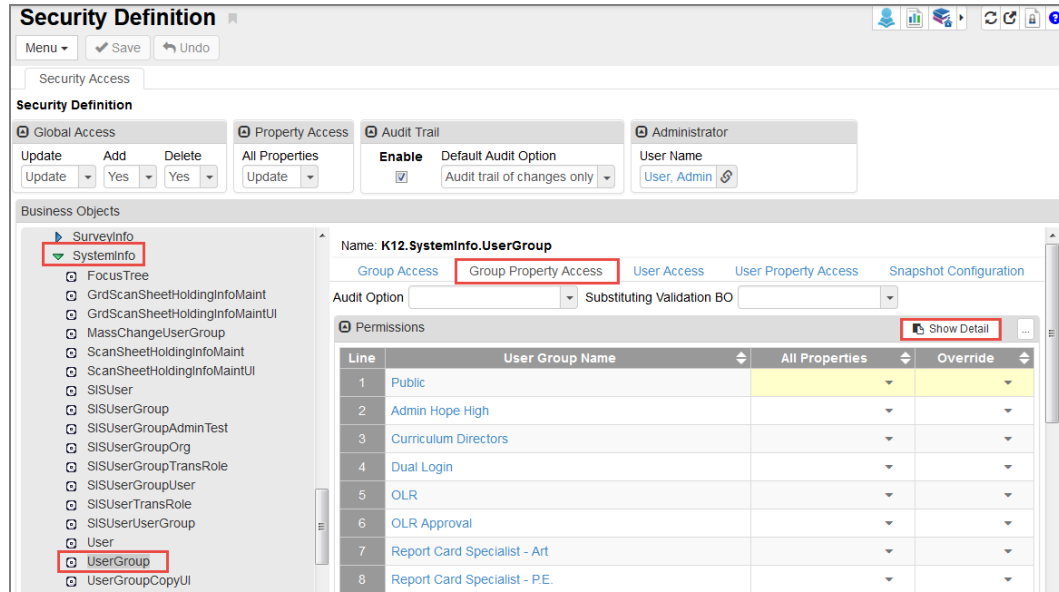 Security Definition
Menu Save Undo
Security Access
Security Definition
Global Access Property Access Audit Trail Administrator
Update Add Delete All Properties Enable Default Audit Option User Name
Update Yes Yes Update Audit trail of changes only User, Admin
Business Objects
SurveyInfo
SystemInfo
FocusTree
GrdScanSheetHoldingInfoMaint
GrdScanSheetHoldingInfoMaintUI
MassChangeUserGroup
ScanSheetHoldingInfoMaint
ScanSheetHoldingInfoMaintUI
SISUser
SISUserGroup
SISUserGroupAdminTest
SISUserGroupOrg
SISUserGroupTransRole
SISUserGroupUser
SISUserTransRole
SISUserUserGroup
User
UserGroup
UserGroupCopyUI
Name: K12.SystemInfo.UserGroup
Group Access Group Property Access User Access User Property Access Snapshot Configuration
Audit Option Substituting Validation BO
Permissions Show Detail ...
Line User Group Name All Properties Override
1 Public
2 Admin Hope High
3 Curriculum Directors
4 Dual Login
5 OLR
6 OLR Approval
7 Report Card Specialist - Art
8 Report Card Specialist - P.E.